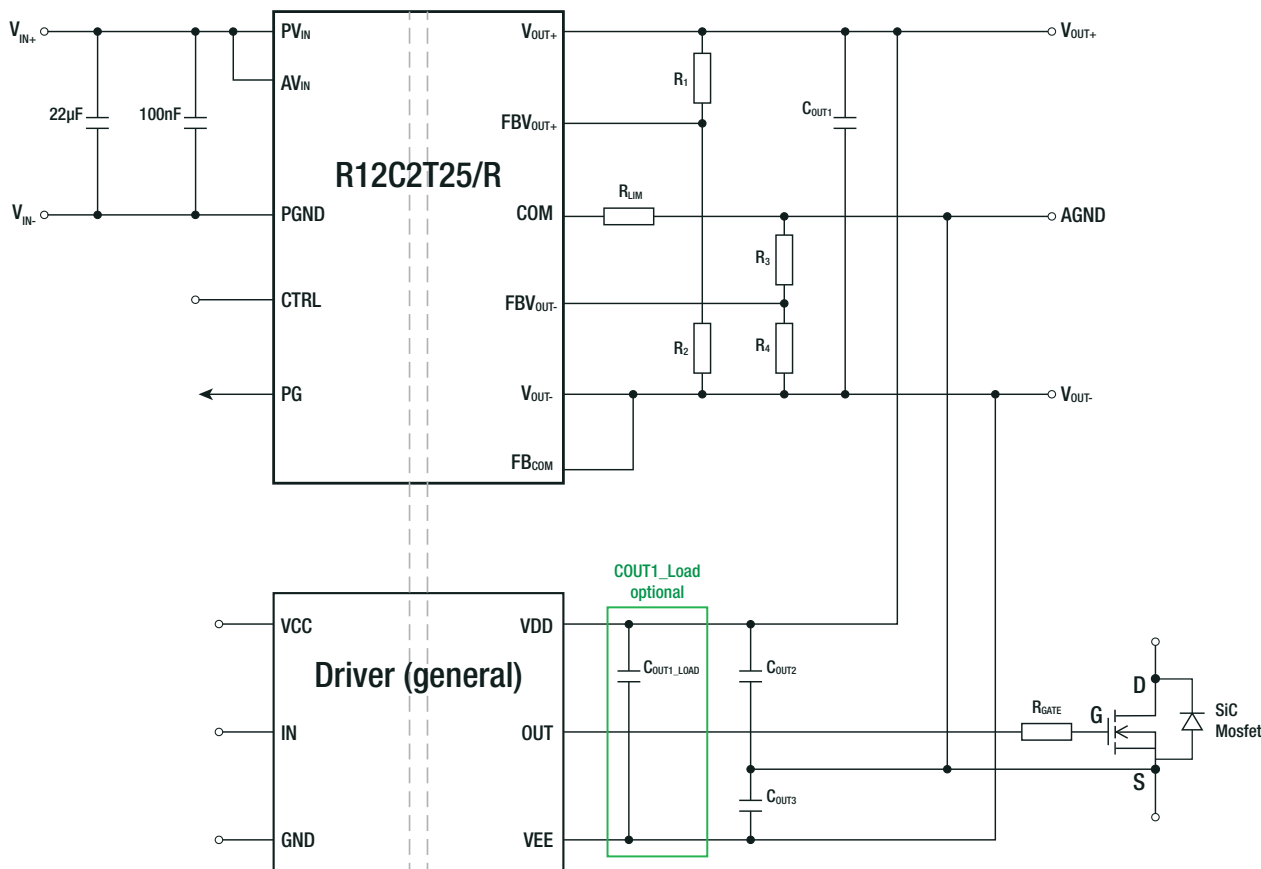 VIN+
PVIN
VOUT+
VOUT+
AVIN
R1
22µF
100nF
FBVOUT+
COUT1
R12C2T25/R
RLIM
VIN-
PGND
COM
AGND
R3
CTRL
FBVOUT-
R2
R4
PG
VOUT-
VOUT-
FBCOM
COUT1_Load
optional
VCC
VDD
Driver (general)
COUT1_LOAD
COUT2
D
RGATE
G
SiC
Mosfet
IN
OUT
S
COUT3
GND
VEE